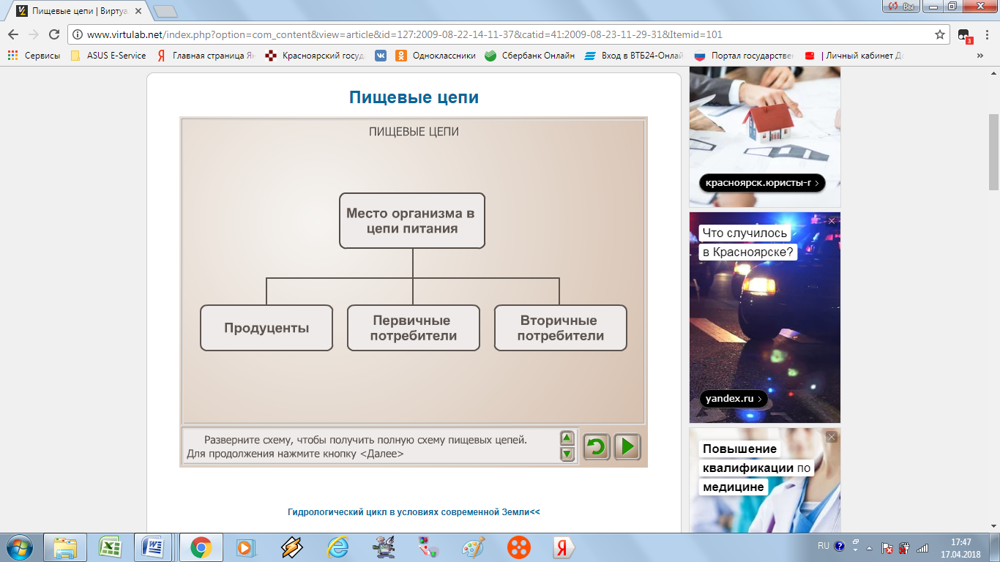 Пищевые цепи | Виртуа
Вы
www.virtulab.net/index.php?option=com_content&view=article&id=127:2009-08-22-14-11-37&catid=41:2009-08-23-11-29-31&Itemid=101
3
Сервисы ASUS E-Service Главная страница Ян Красноярский госуд Одноклассники Сбербанк Онлайн Вход в ВТБ24-Онлай Портал государствен | Личный кабинет До »
Пищевые цепи
ПИЩЕВЫЕ ЦЕПИ
Место организма в
цепи питания
Продуценты
Первичные
потребители
Вторичные
потребители
Разверните схему, чтобы получить полную схему пищевых цепей.
Для продолжения нажмите кнопку <Далее>
Гидрологический цикл в условиях современной Земли<<
красноярск.юристы-г >
Что случилось
в Красноярске?
yandex.ru >
Повышение
квалификации по
медицине
RU
17:47
17.04.2018